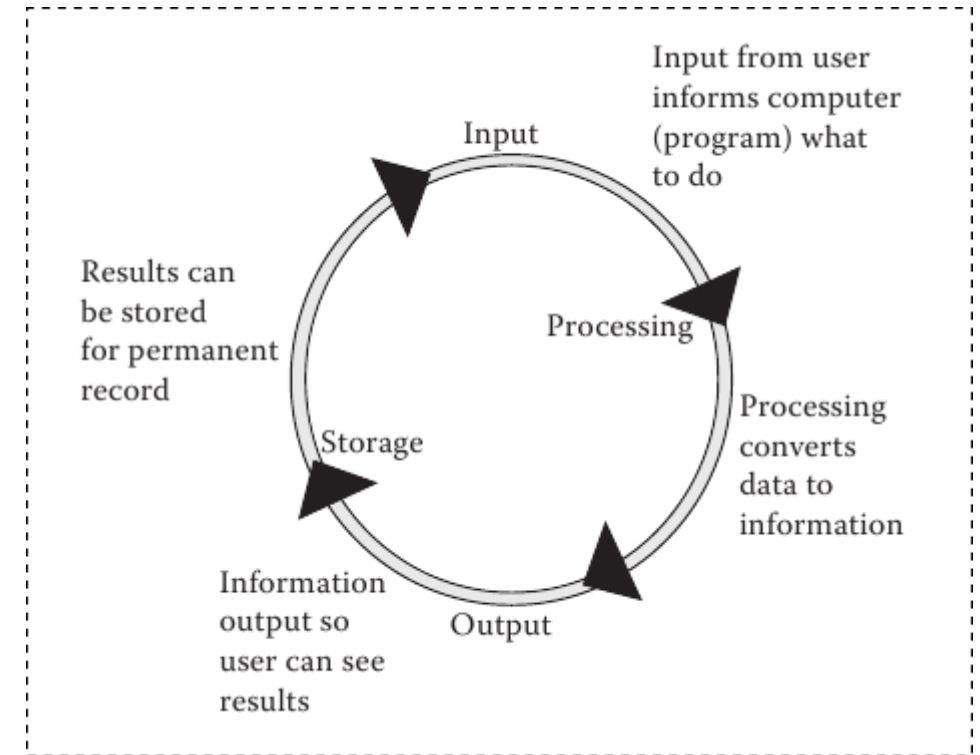 Input from user
informs computer
(program) what
to do
Input
Results can
be stored
for permanent
record
Processing
Processing
converts
data to
information
Storage
Information
output so
user can see
results
Output